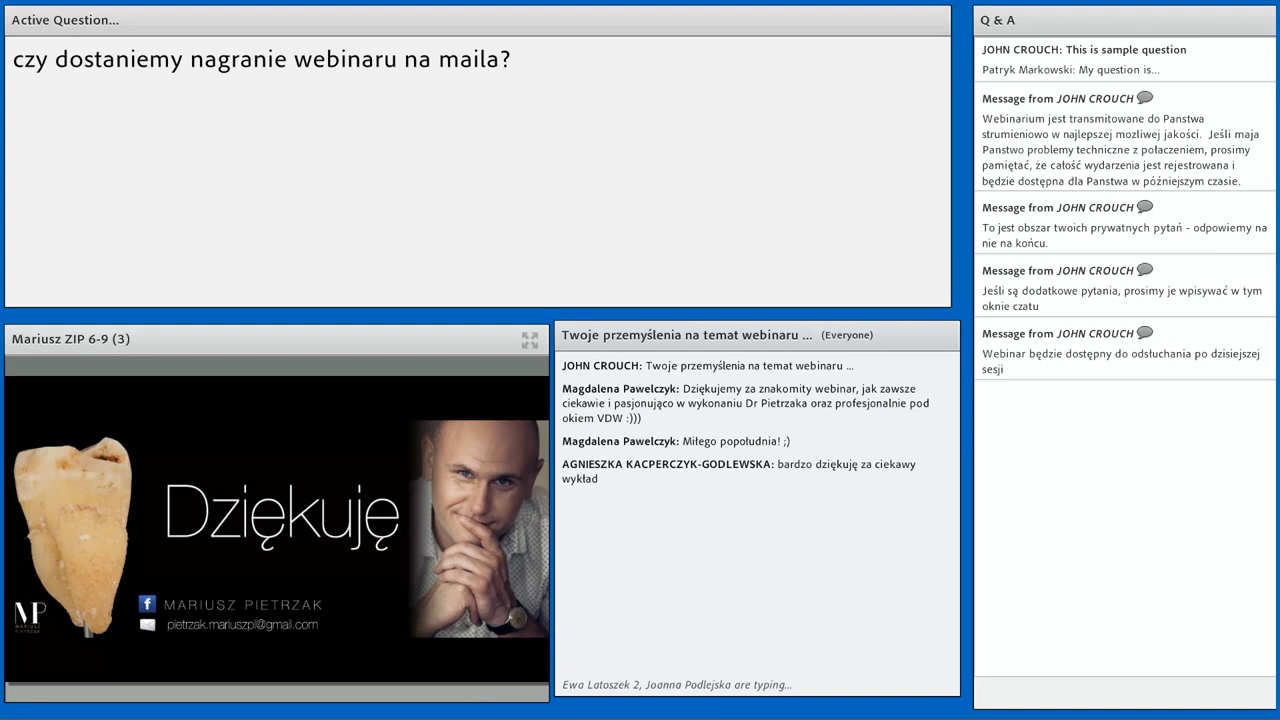 Active Question...
czy dostaniemy nagranie webinaru na maila?
Mariusz ZIP 6-9 (3)
Dziękuję
MP
MARIUSZ
PIETRZAK
MARIUSZ PIETRZAK
pietrzak.mariuszpl@gmail.com
Twoje przemyślenia na temat webinaru ... (Everyone)
JOHN CROUCH: Twoje przemyślenia na temat webinaru ...
Magdalena Pawelczyk: Dziękujemy za znakomity webinar, jak zawsze
ciekawie i pasjonująco w wykonaniu Dr Pietrzaka oraz profesjonalnie pod
okiem VDW :)))
Magdalena Pawelczyk: Miłego popołudnia! ;)
AGNIESZKA KACPERCZYK-GODLEWSKA: bardzo dziękuję za ciekawy
wykład
Ewa Latoszek 2, Joanna Podlejska are typing...
Q & A
JOHN CROUCH: This is sample question
Patryk Markowski: My question is...
Message from JOHN CROUCH
Webinarium jest transmitowane do Panstwa
strumieniowo w najlepszej mozliwej jakości. Jeśli maja
Panstwo problemy techniczne z połaczeniem, prosimy
pamiętać, że całość wydarzenia jest rejestrowana i
będzie dostępna dla Panstwa w późniejszym czasie.
Message from JOHN CROUCH
To jest obszar twoich prywatnych pytań - odpowiemy na
nie na końcu.
Message from JOHN CROUCH
Jeśli są dodatkowe pytania, prosimy je wpisywać w tym
oknie czatu
Message from JOHN CROUCH
Webinar będzie dostępny do odsłuchania po dzisiejszej
sesji